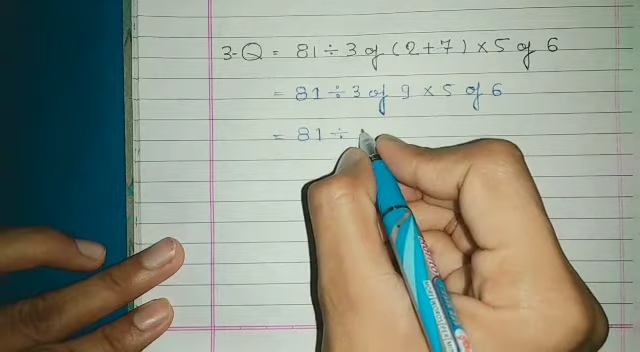 3. Q = 81 ÷ 3 of (2 + 7) × 5 of 6
= 81 ÷ 3 of 9 × 5 of 6
= 81 ÷